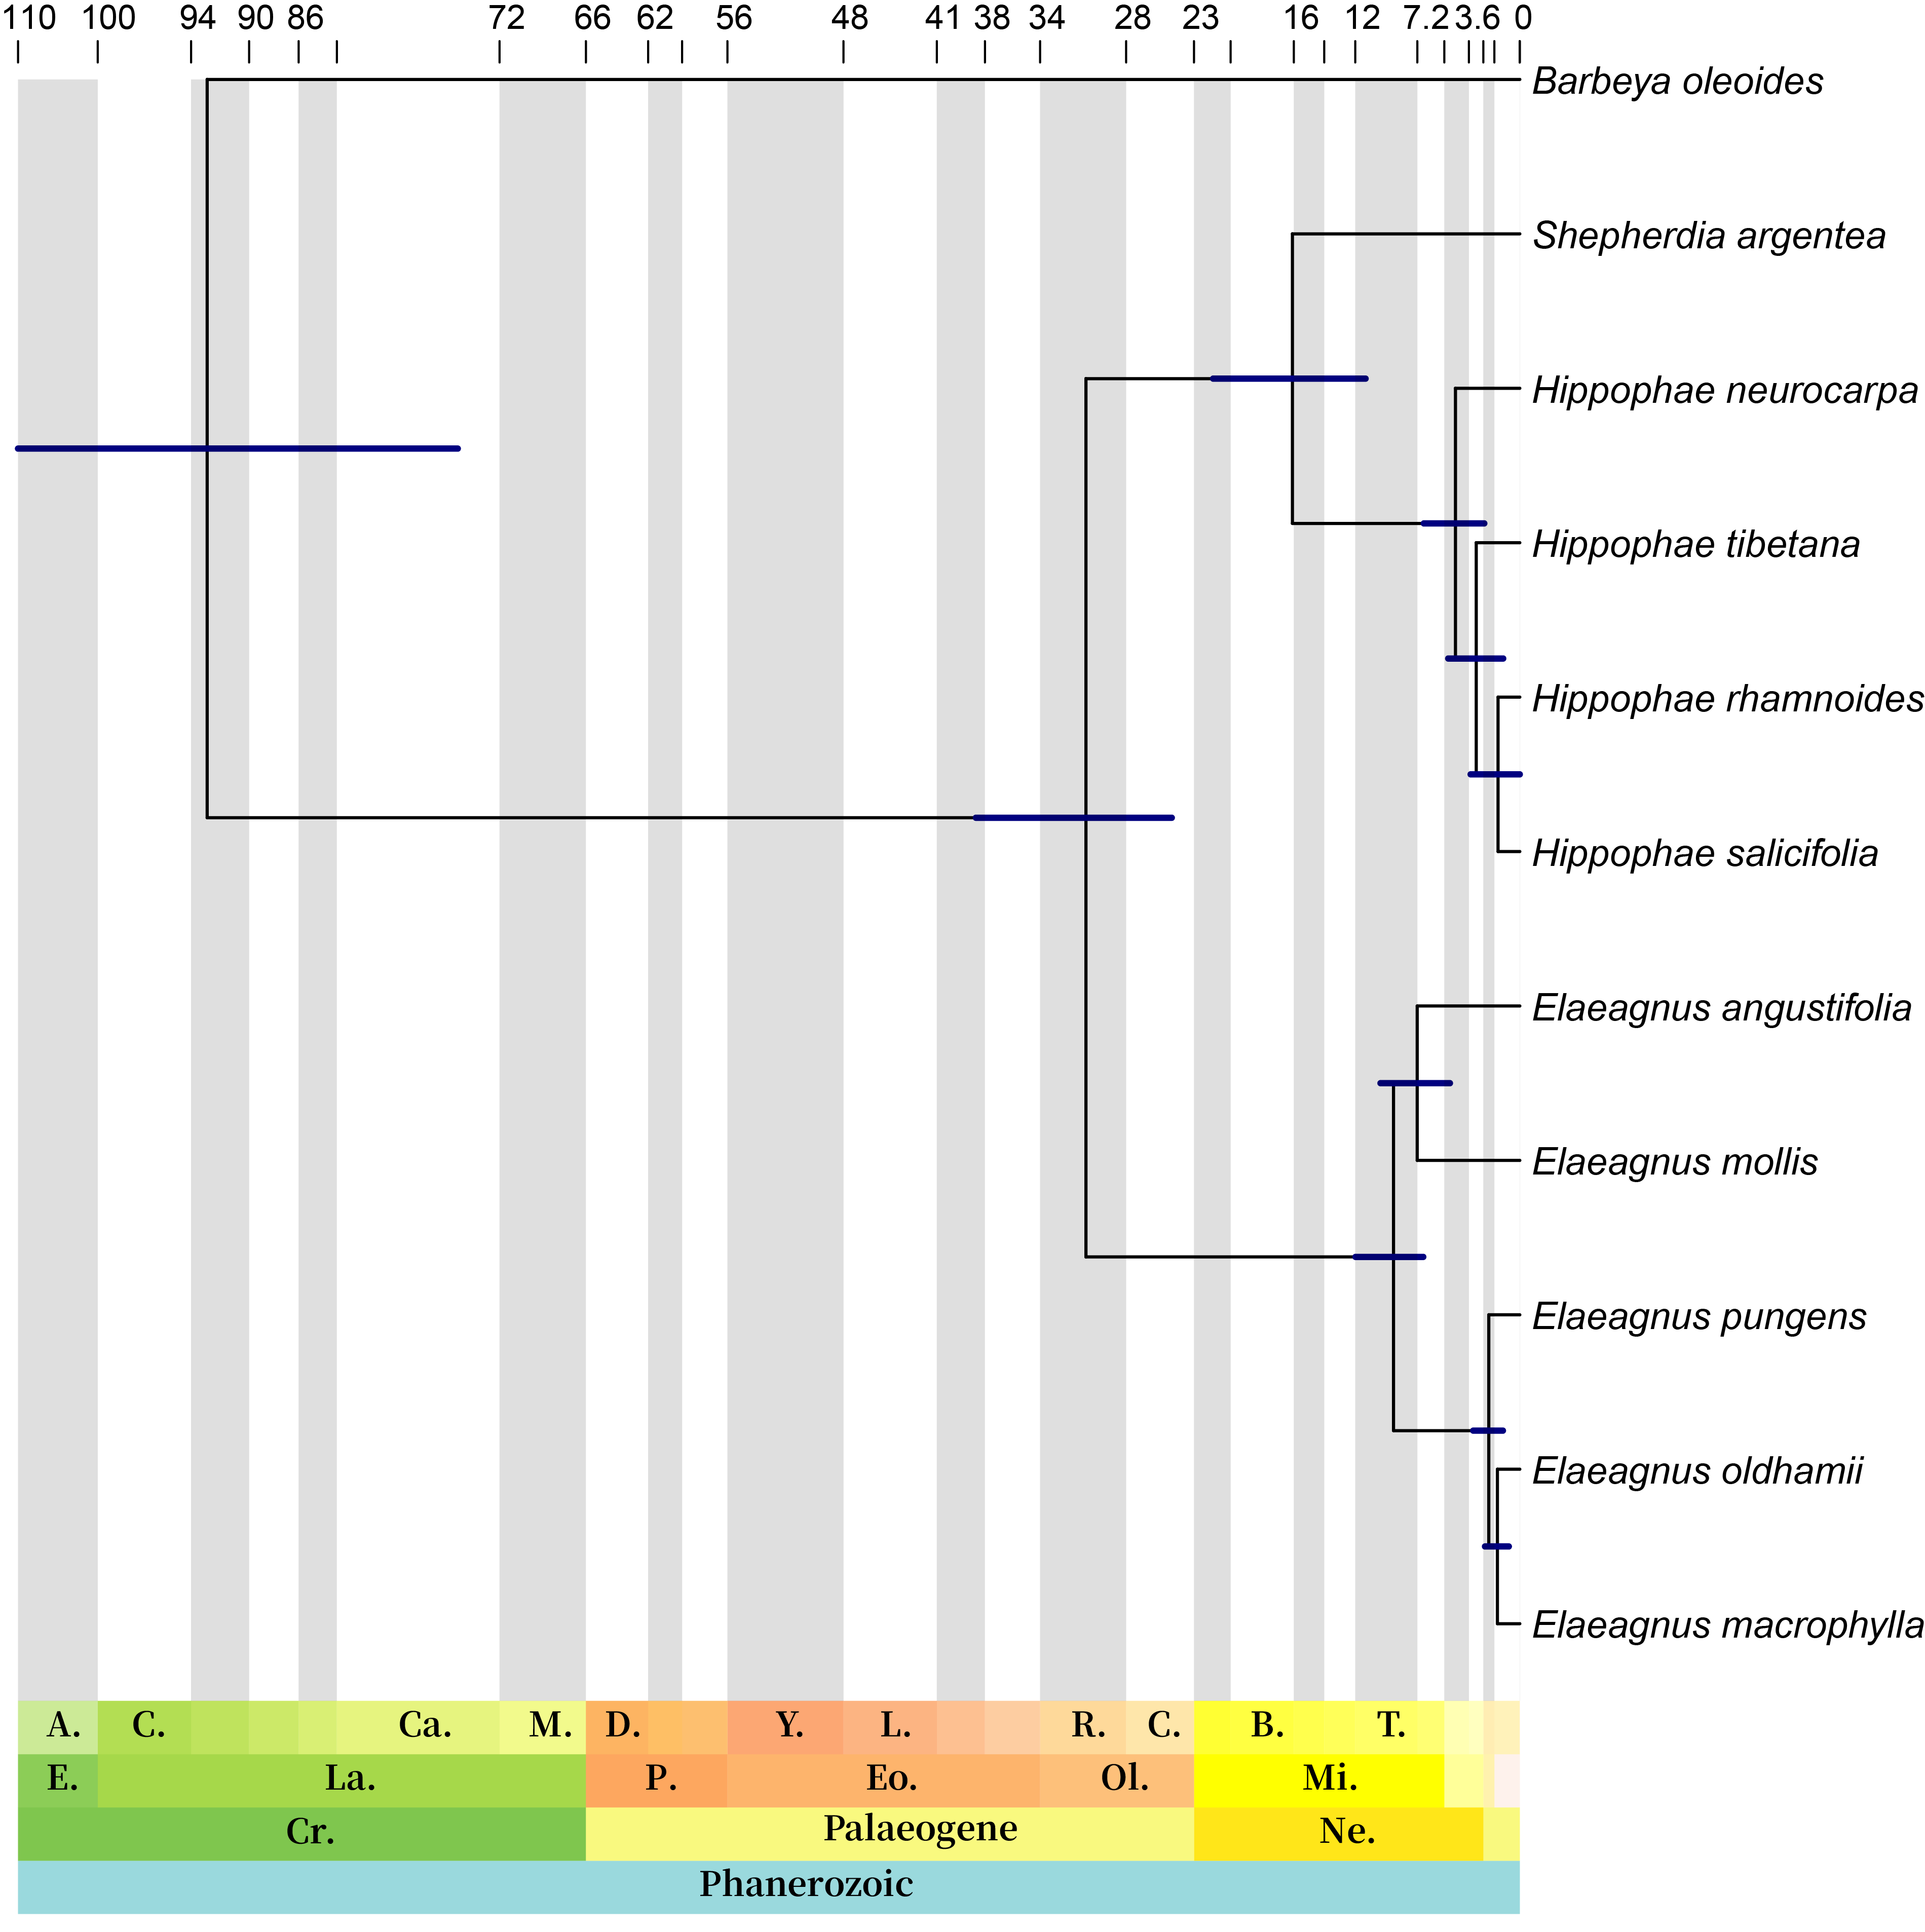 110 100 94 90 86 72 66 62 56 48 41 38 34 28 23 16 12 7.2 3.6 0
Barbeya oleoides
Shepherdia argentea
Hippophae neurocarpa
Hippophae tibetana
Hippophae rhamnoides
Hippophae salicifolia
Elaeagnus angustifolia
Elaeagnus mollis
Elaeagnus pungens
Elaeagnus oldhamii
Elaeagnus macrophylla
A. C. Ca. M. D. Y. L. R. C. B. T.
E. La. P. Eo. Ol. Mi.
Cr. Palaeogene Ne.
Phanerozoic